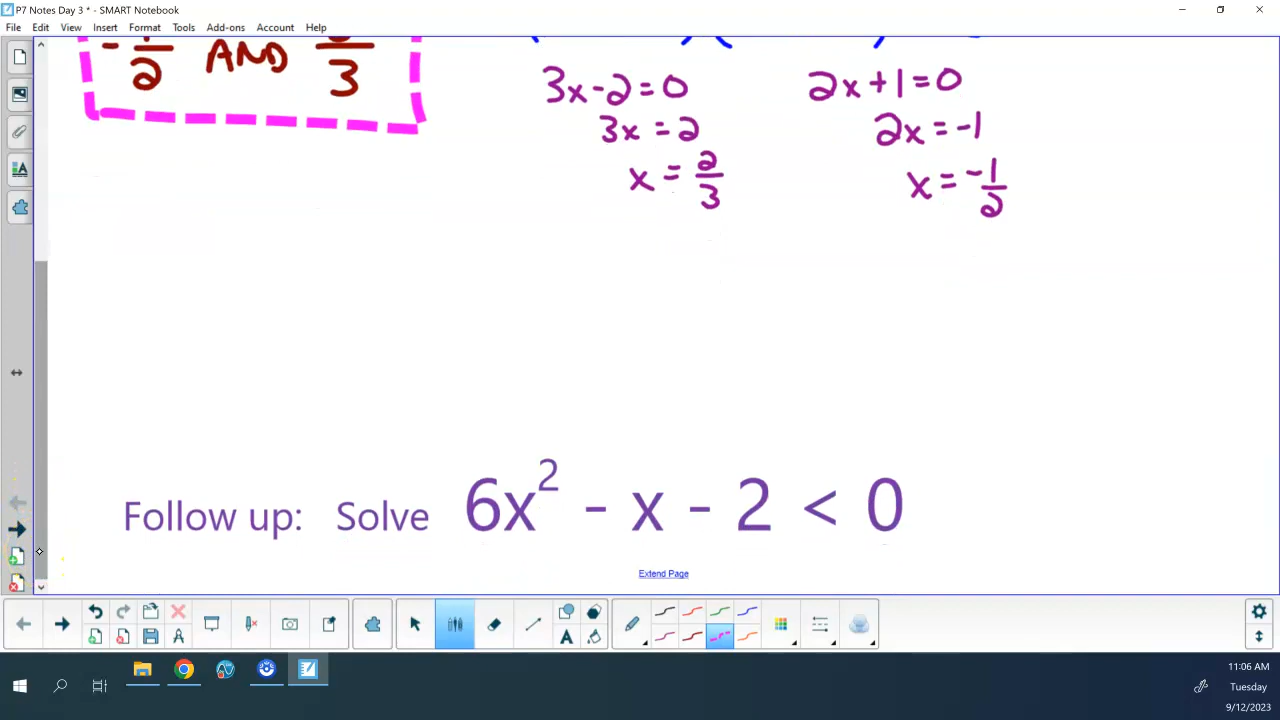 P7 Notes Day 3 * - SMART Notebook
File Edit View Insert Format Tools Add-ons Account Help
2 AND 3
3x-2=0 2x+1=0
3x=2 2x=-1
x=2/3 x=-1/2
Follow up: Solve 6x² - x - 2 < 0
Extend Page
11:06 AM
Tuesday
9/12/2023